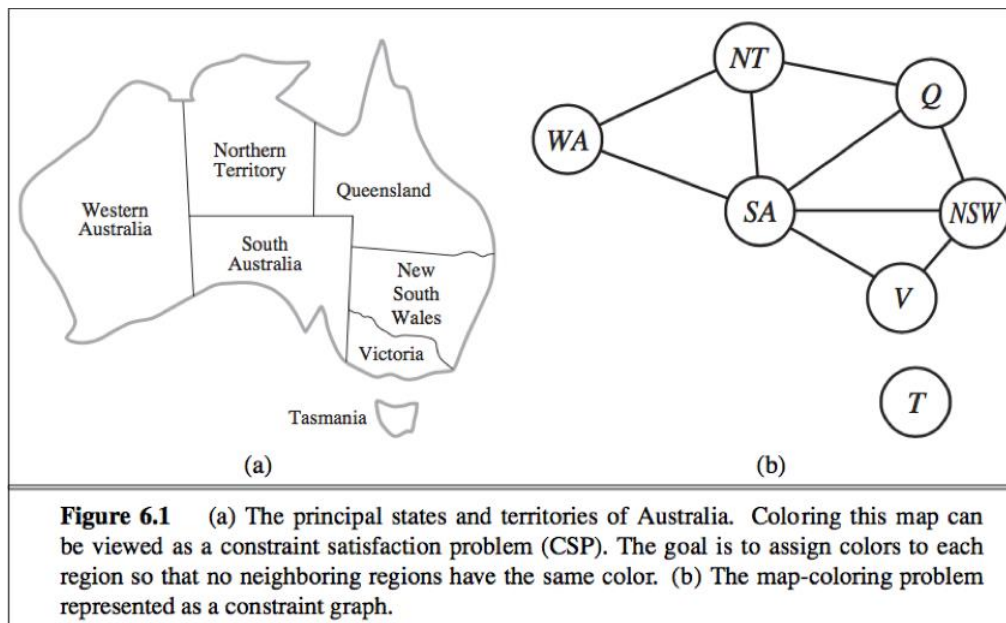 Northern
Territory
Western
Australia
Queensland
South
Australia
New
South
Wales
Victoria
Tasmania
(a)
NT
Q
WA
SA
NSW
V
T
(b)
Figure 6.1 (a) The principal states and territories of Australia. Coloring this map can
be viewed as a constraint satisfaction problem (CSP). The goal is to assign colors to each
region so that no neighboring regions have the same color. (b) The map-coloring problem
represented as a constraint graph.